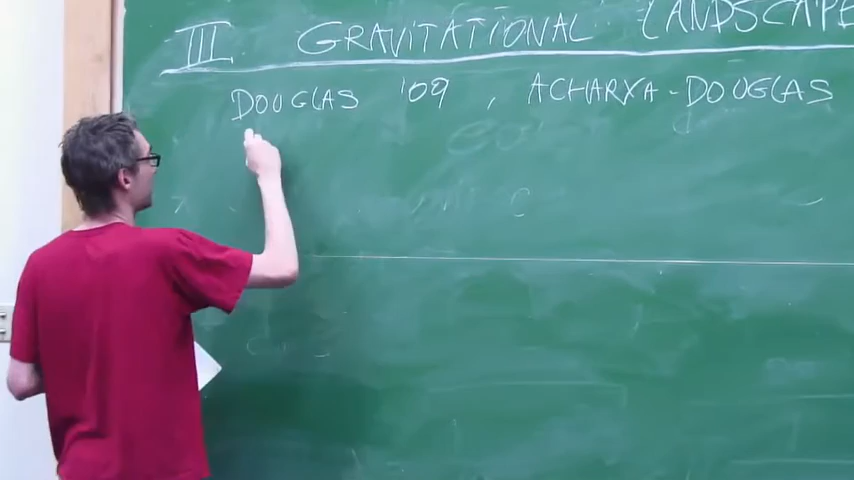 III GRAVITATIONAL LANDSCAPE
DOUGLAS '09 , ACHARYA - DOUGLAS